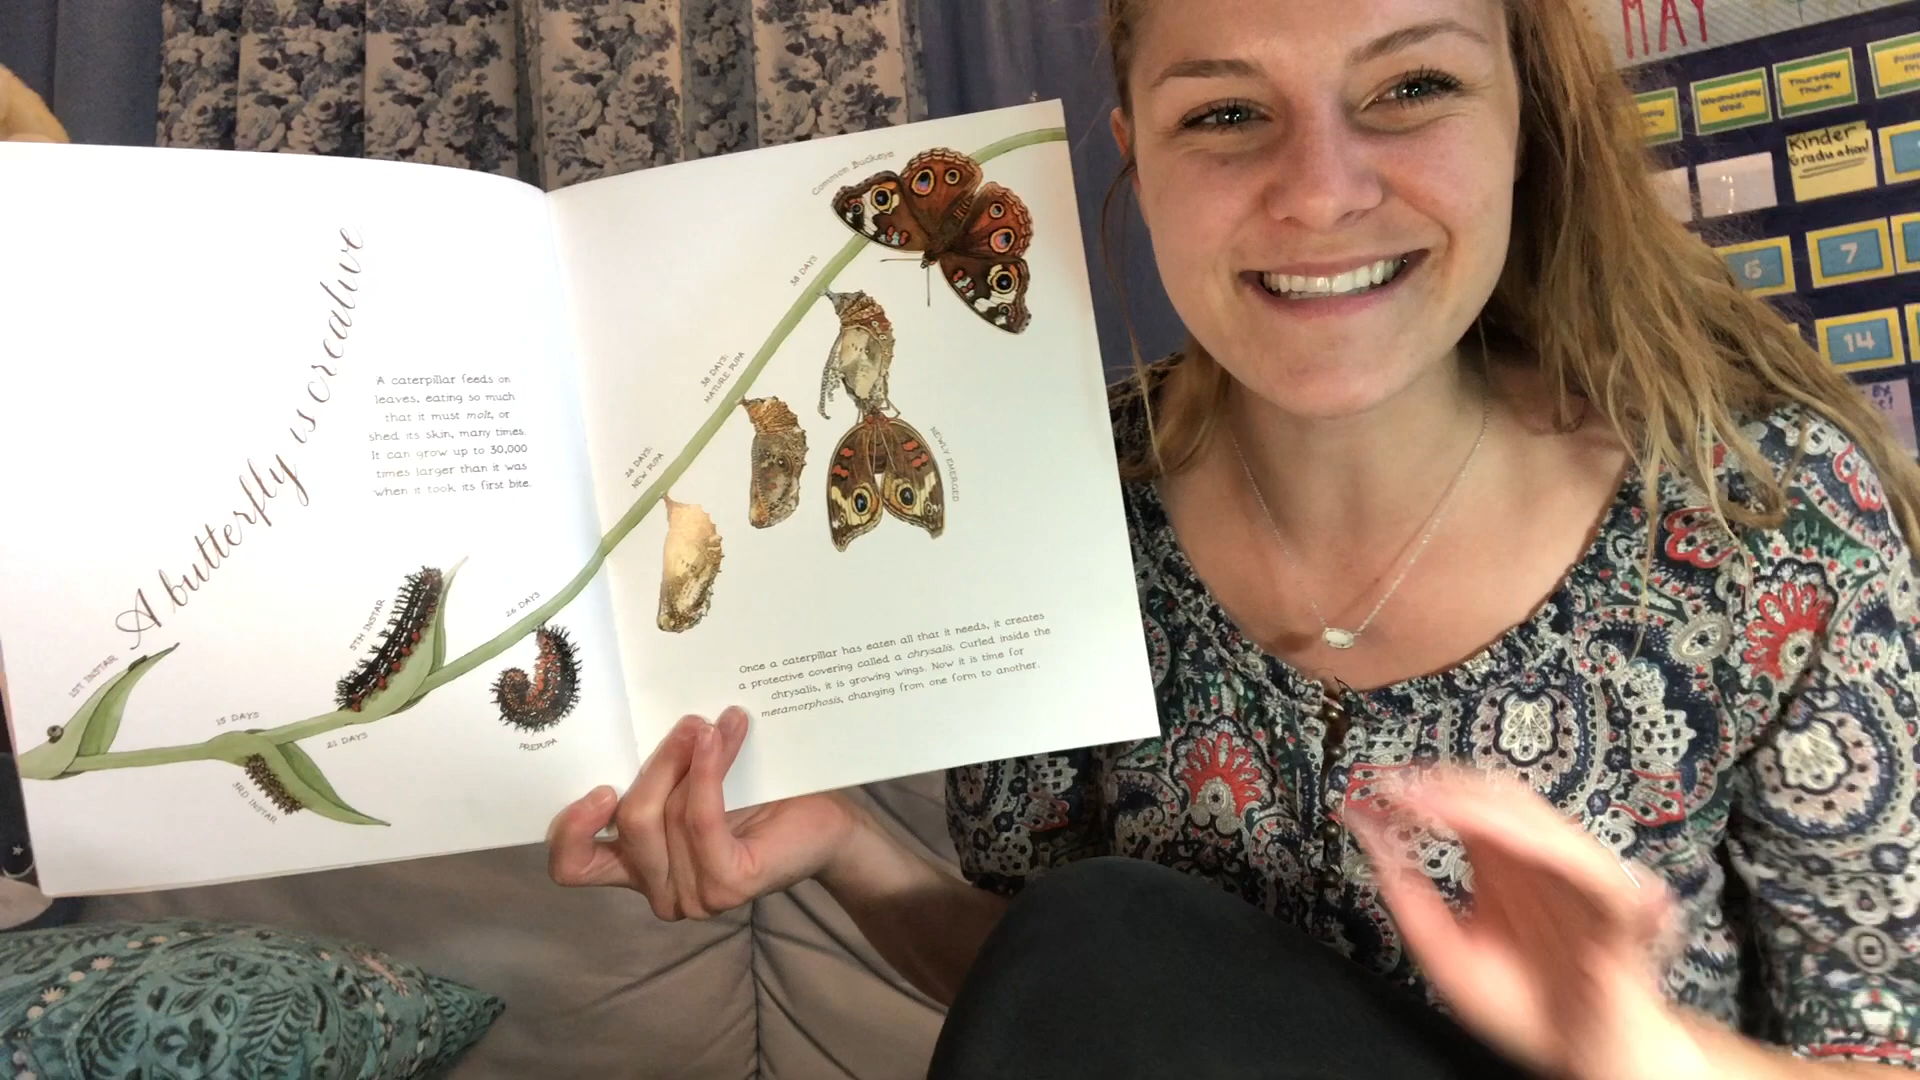 A butterfly is creative
A caterpillar feeds on
leaves, eating so much
that it must molt, or
shed its skin, many times.
It can grow up to 30,000
times larger than it was
when it took its first bite.
1ST INSTAR
15 DAYS
3RD INSTAR
21 DAYS
5TH INSTAR
26 DAYS
PREPUPA
26 DAYS:
NEW PUPA
38 DAYS:
MATURE PUPA
38 DAYS
NEWLY EMERGED
Common Buckeye
Once a caterpillar has eaten all that it needs, it creates
a protective covering called a chrysalis. Curled inside the
chrysalis, it is growing wings. Now it is time for
metamorphosis, changing from one form to another.
MAY
Wednesday
Wed.
Thursday
Thurs.
Kinder
Graduation!
6
7
14